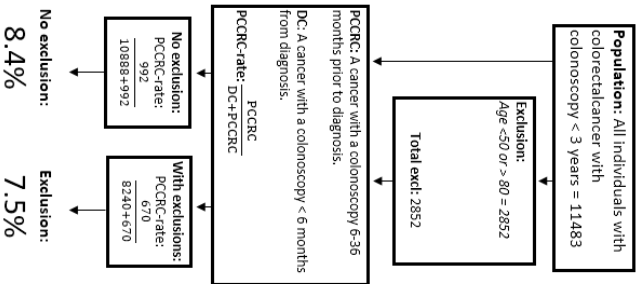 Population: All individuals with
colorectalcancer with
colonoscopy < 3 years = 11483
Exclusion:
Age <50 or > 80 = 2852
Total excl: 2852
PCCRC: A cancer with a colonoscopy 6-36
months prior to diagnosis.
DC: A cancer with a colonoscopy < 6 months
from diagnosis.
PCCRC-rate: PCCRC
DC+PCCRC
No exclusion:
PCCRC-rate:
992
10888+992
With exclusions:
PCCRC-rate:
670
8240+670
No exclusion:
8.4%
Exclusion:
7.5%